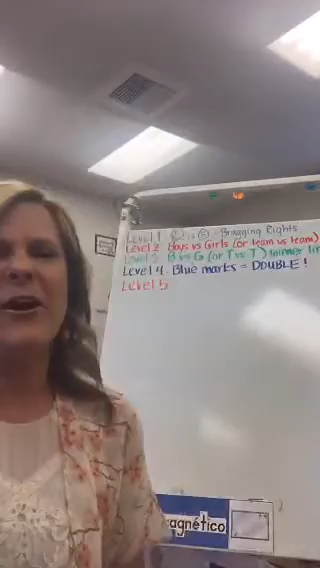 Level 1 Bragging Rights
Level 2 Boys vs Girls (or team vs team)
Level 3 B vs G (or T vs T) winner
Level 4. Blue marks = DOUBLE!
Level 5
agnético